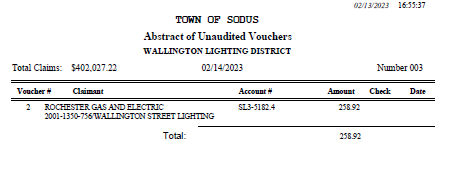 02/13/2023 16:55:37
TOWN OF SODUS
Abstract of Unaudited Vouchers
WALLINGTON LIGHTING DISTRICT
Total Claims: $402,027.22 02/14/2023 Number 003
Voucher # Claimant Account # Amount Check Date
2 ROCHESTER GAS AND ELECTRIC SL3-5182.4 258.92
2001-1350-756/WALLINGTON STREET LIGHTING
Total: 258.92